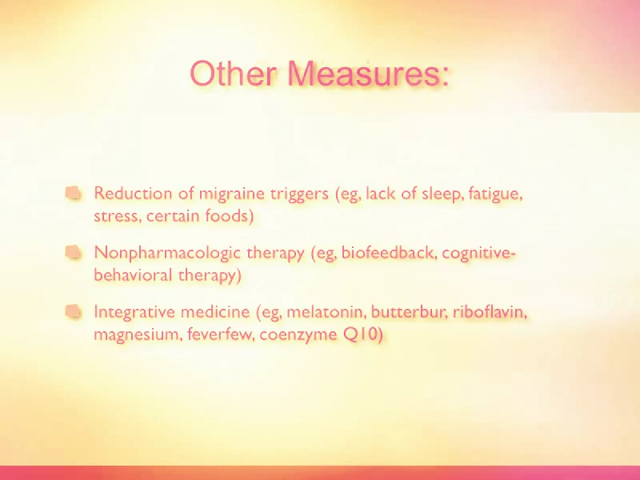 Other Measures:
Reduction of migraine triggers (eg, lack of sleep, fatigue,
stress, certain foods)
Nonpharmacologic therapy (eg, biofeedback, cognitive-
behavioral therapy)
Integrative medicine (eg, melatonin, butterbur, riboflavin,
magnesium, feverfew, coenzyme Q10)